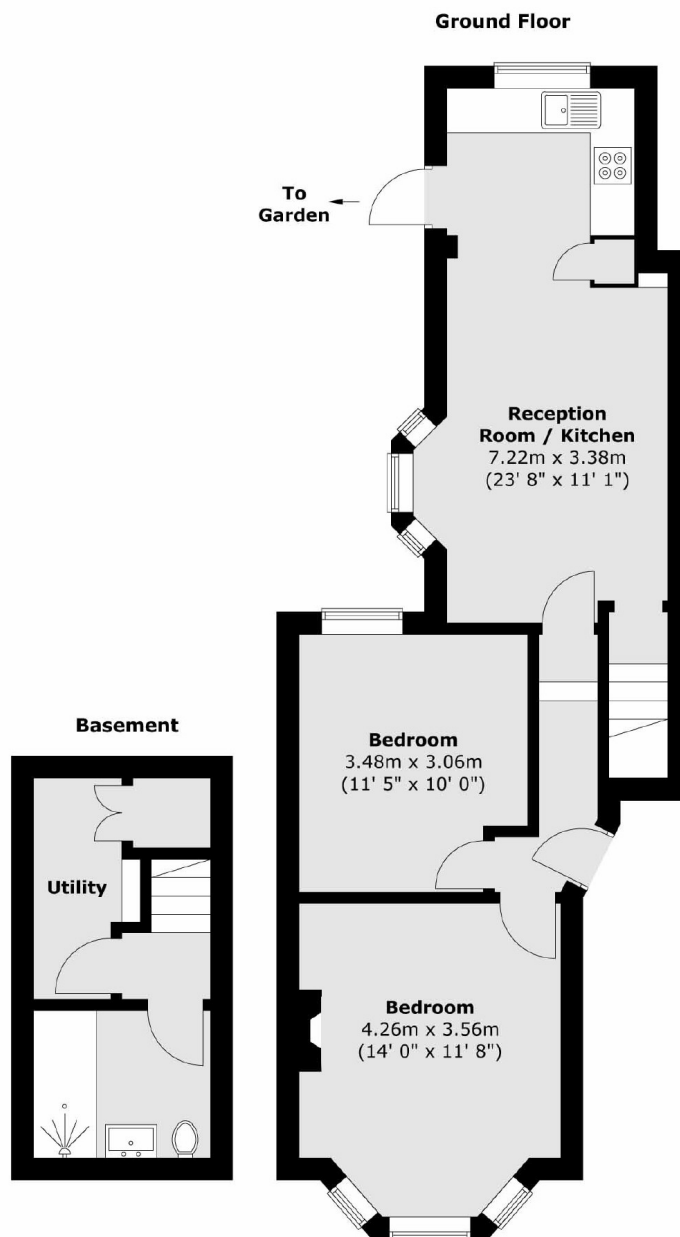 Ground Floor
To
Garden
Reception
Room / Kitchen
7.22m x 3.38m
(23' 8" x 11' 1")
Bedroom
3.48m x 3.06m
(11' 5" x 10' 0")
Basement
Utility
Bedroom
4.26m x 3.56m
(14' 0" x 11' 8")